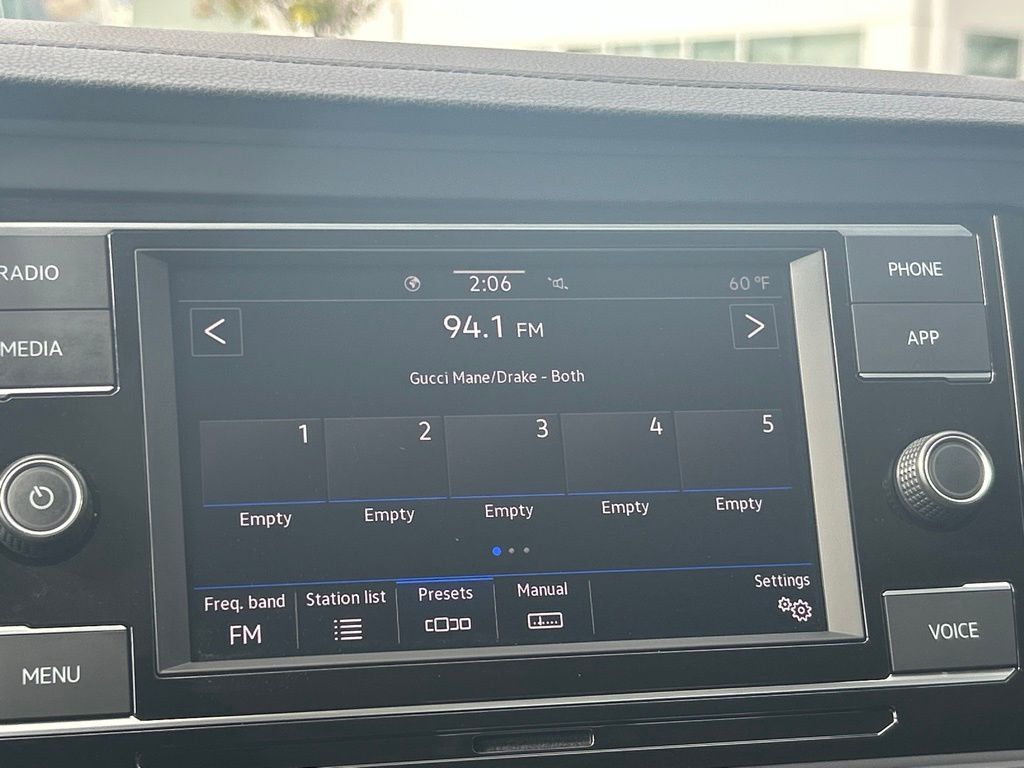 RADIO
MEDIA
MENU
2:06
60 °F
<
94.1 FM
>
Gucci Mane/Drake - Both
1 2 3 4 5
Empty Empty Empty Empty Empty
Freq. band Station list Presets Manual Settings
FM
PHONE
APP
VOICE